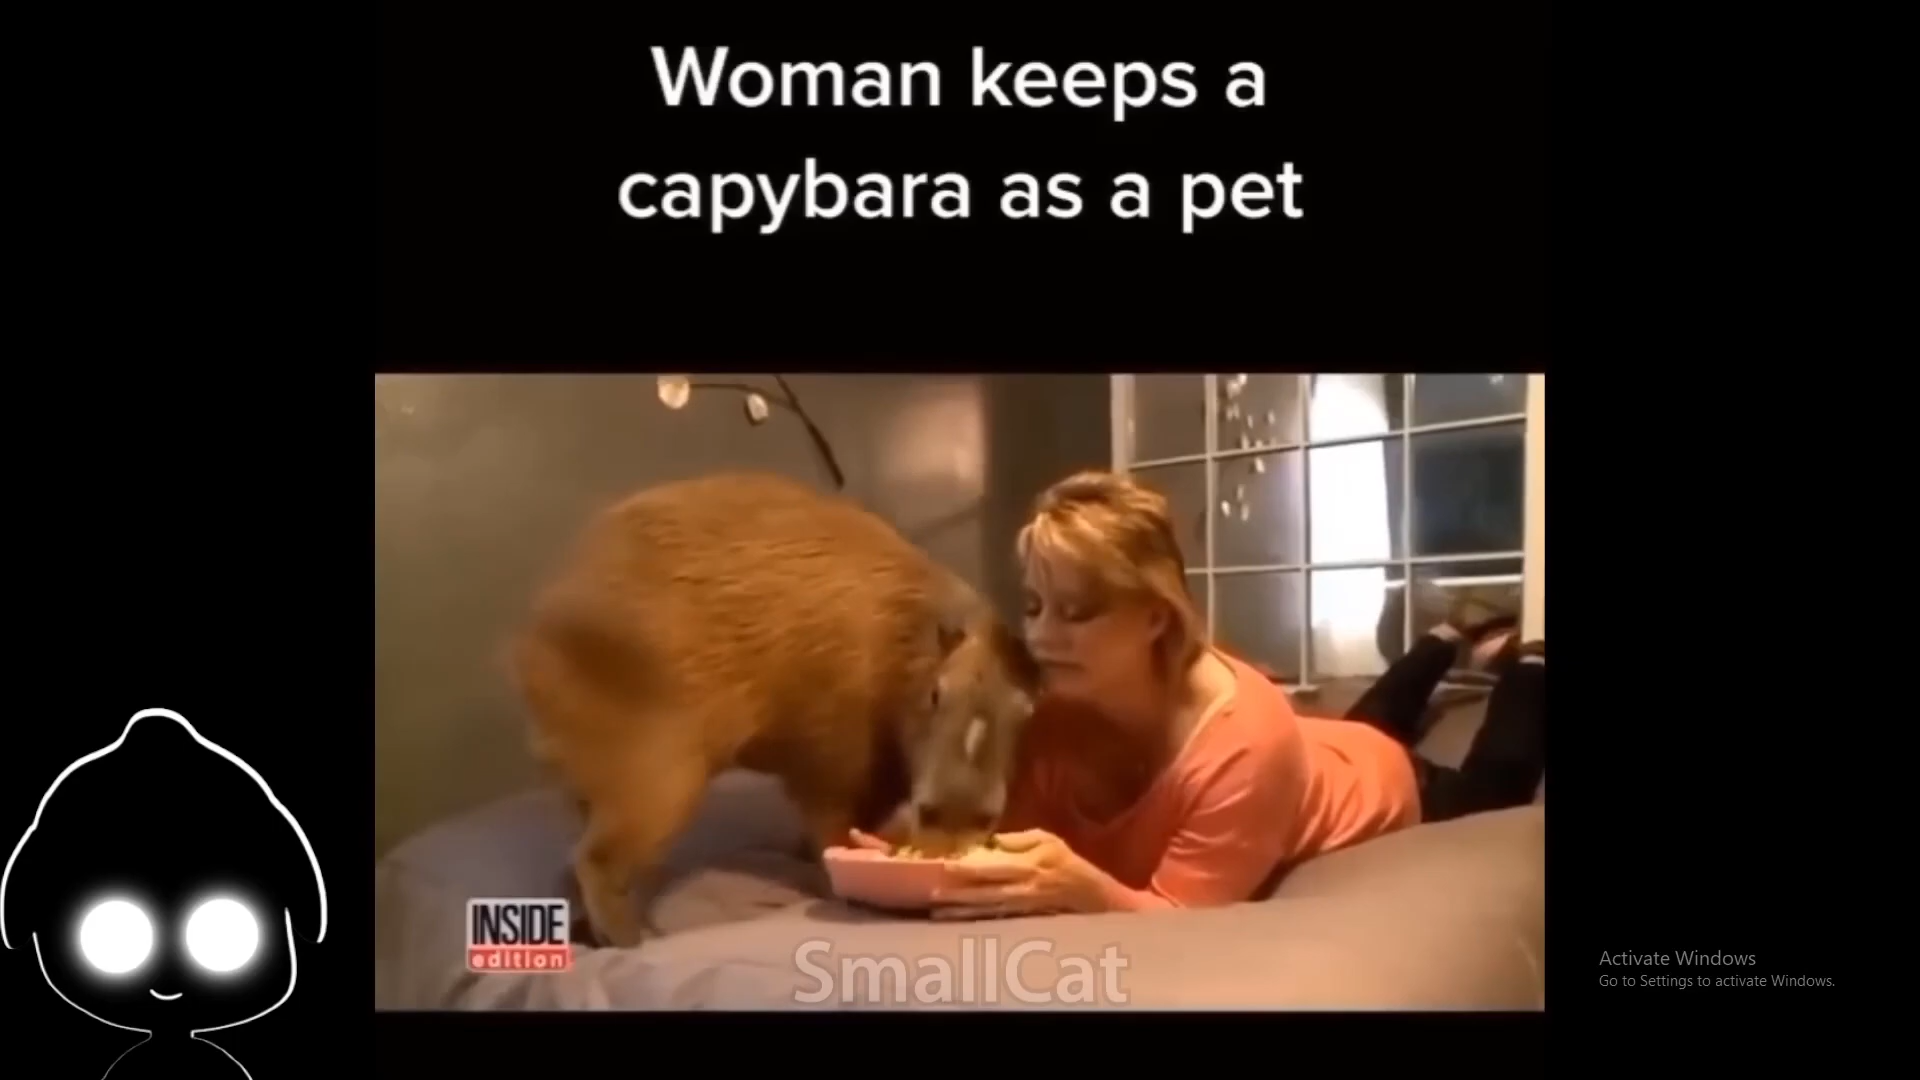 Woman keeps a
capybara as a pet
INSIDE
edition
SmallCat
Activate Windows
Go to Settings to activate Windows.